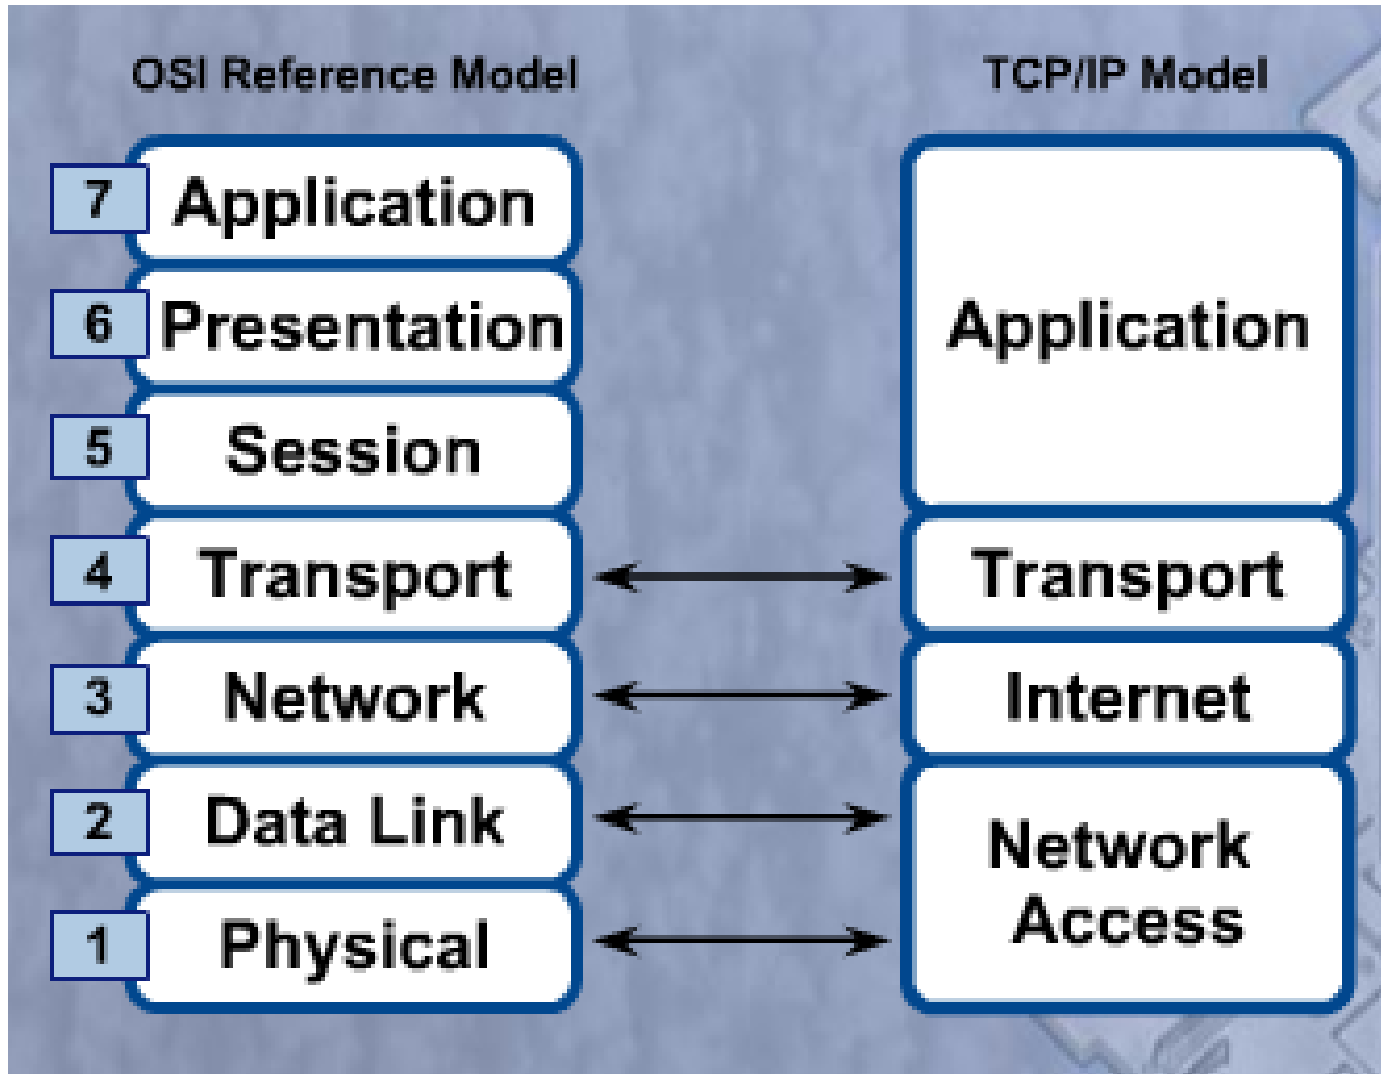 OSI Reference Model
TCP/IP Model
7 Application
6 Presentation
5 Session
4 Transport
3 Network
2 Data Link
1 Physical
Application
Transport
Internet
Network
Access